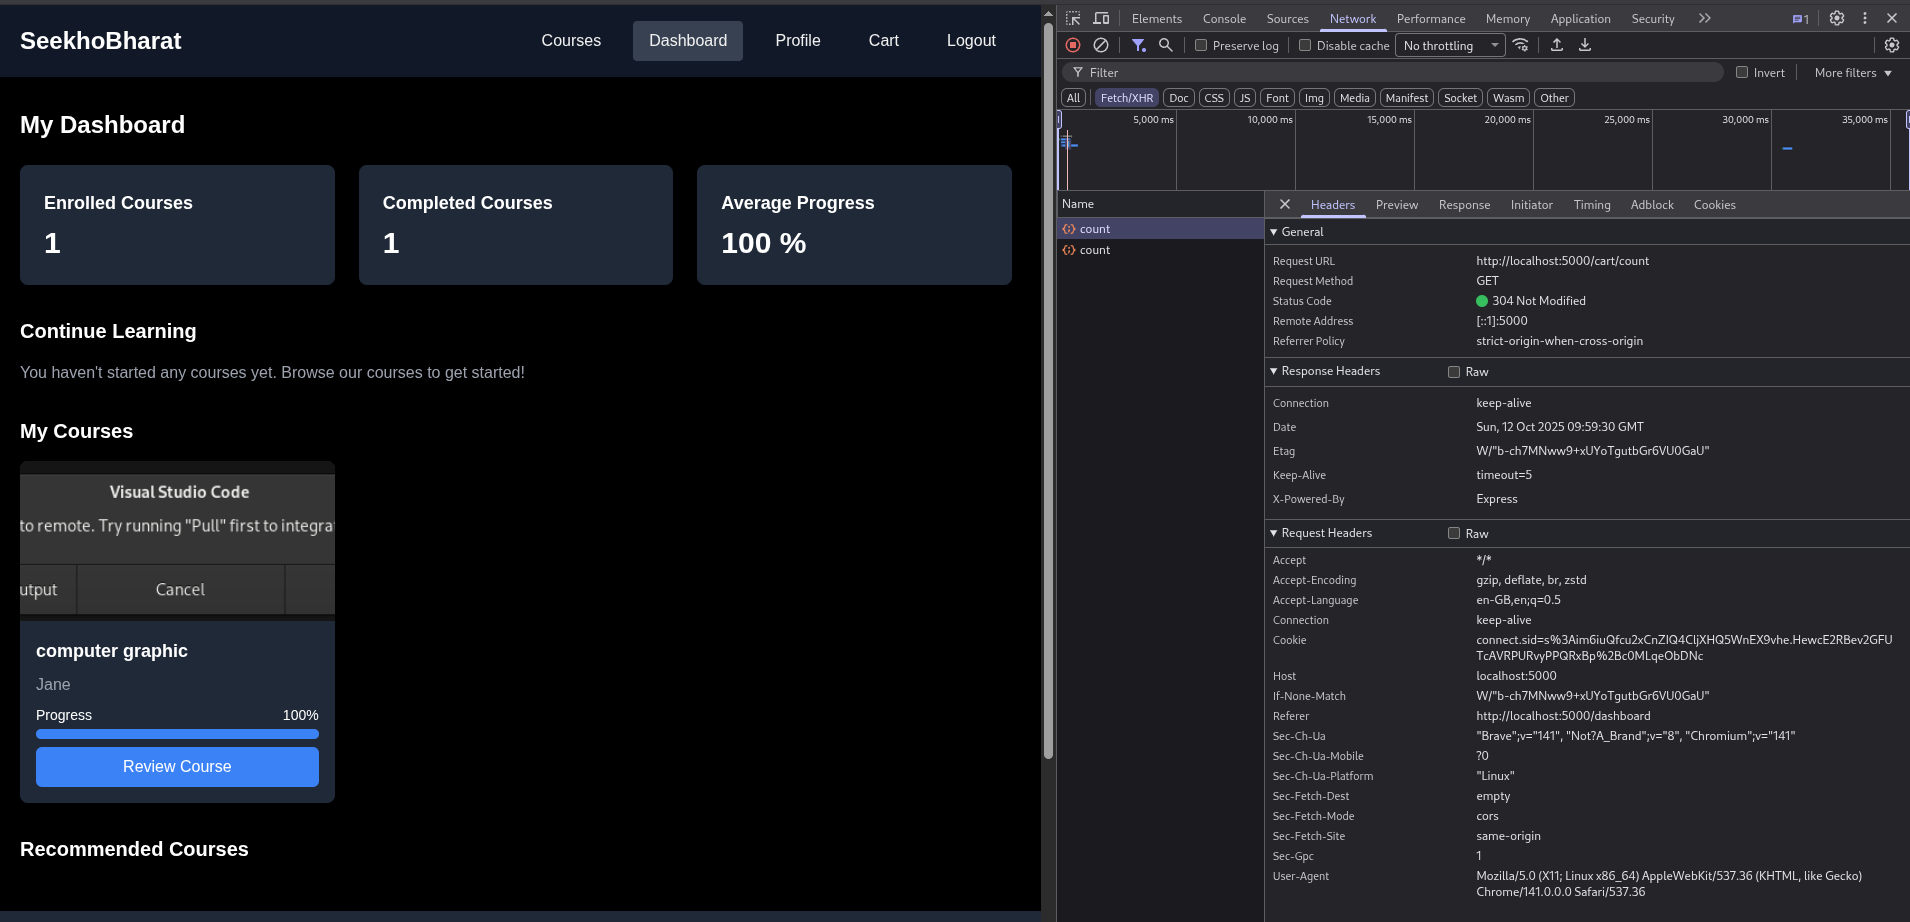 SeekhoBharat
Courses
Dashboard
Profile
Cart
Logout
My Dashboard
Enrolled Courses
1
Completed Courses
1
Average Progress
100 %
Continue Learning
You haven't started any courses yet. Browse our courses to get started!
My Courses
Visual Studio Code
to remote. Try running "Pull" first to integra
utput
Cancel
computer graphic
Jane
Progress 100%
Review Course
Recommended Courses
Elements Console Sources Network Performance Memory Application Security 1
Preserve log Disable cache No throttling
Filter Invert More filters
All Fetch/XHR Doc CSS JS Font Img Media Manifest Socket Wasm Other
5,000 ms 10,000 ms 15,000 ms 20,000 ms 25,000 ms 30,000 ms 35,000 ms
Name
count
count
Headers Preview Response Initiator Timing Adblock Cookies
General
Request URL http://localhost:5000/cart/count
Request Method GET
Status Code 304 Not Modified
Remote Address [::1]:5000
Referrer Policy strict-origin-when-cross-origin
Response Headers Raw
Connection keep-alive
Date Sun, 12 Oct 2025 09:59:30 GMT
Etag W/"b-ch7MNww9+xUYoTgutbGr6VU0GaU"
Keep-Alive timeout=5
X-Powered-By Express
Request Headers Raw
Accept */*
Accept-Encoding gzip, deflate, br, zstd
Accept-Language en-GB,en;q=0.5
Connection keep-alive
Cookie connect.sid=s%3Aim6iuQfcu2xCnZIQ4CljXHQ5WnEX9vhe.HewcE2RBev2GFU
TcAVRPURvyPPQRxBp%2Bc0MLqeObDNc
Host localhost:5000
If-None-Match W/"b-ch7MNww9+xUYoTgutbGr6VU0GaU"
Referer http://localhost:5000/dashboard
Sec-Ch-Ua "Brave";v="141", "Not?A_Brand";v="8", "Chromium";v="141"
Sec-Ch-Ua-Mobile ?0
Sec-Ch-Ua-Platform "Linux"
Sec-Fetch-Dest empty
Sec-Fetch-Mode cors
Sec-Fetch-Site same-origin
Sec-Gpc 1
User-Agent Mozilla/5.0 (X11; Linux x86_64) AppleWebKit/537.36 (KHTML, like Gecko)
Chrome/141.0.0.0 Safari/537.36